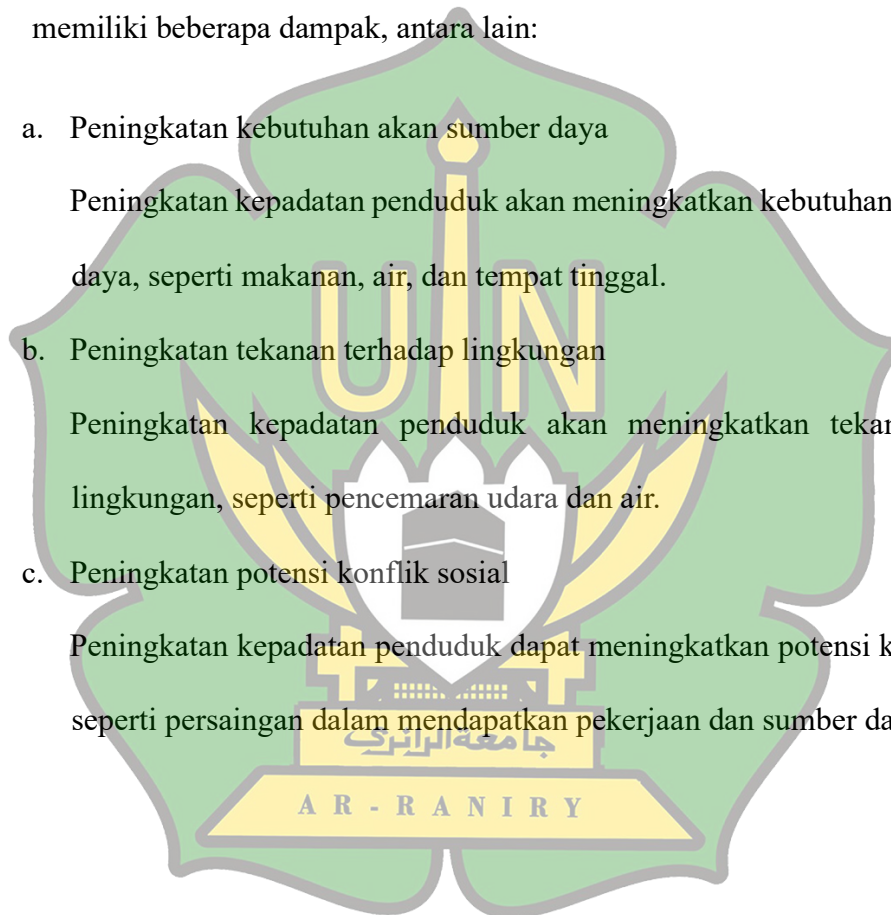 memiliki beberapa dampak, antara lain:
a. Peningkatan kebutuhan akan sumber daya
Peningkatan kepadatan penduduk akan meningkatkan kebutuhan
daya, seperti makanan, air, dan tempat tinggal.
b. Peningkatan tekanan terhadap lingkungan
Peningkatan kepadatan penduduk akan meningkatkan
lingkungan, seperti pencemaran udara dan air.
c. Peningkatan potensi konflik sosial
Peningkatan kepadatan penduduk dapat meningkatkan potensi
seperti persaingan dalam mendapatkan pekerjaan dan sumber
UIN
جامعة الرانري
AR-RANIRY